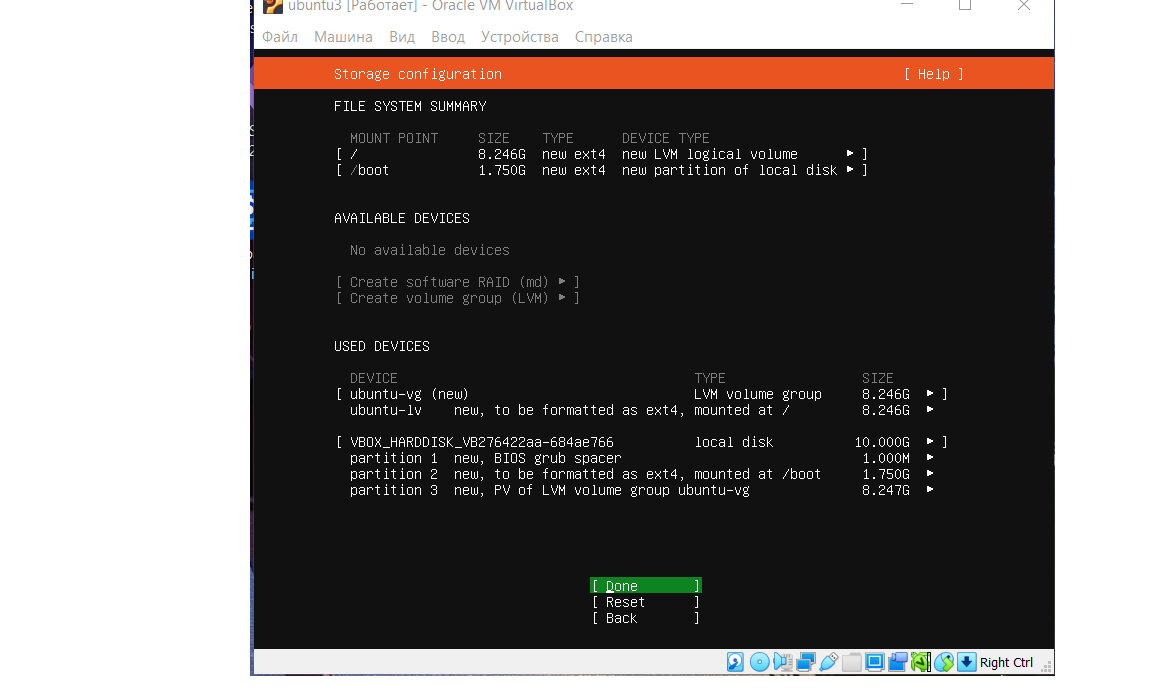 ubuntu3 [Работает] - Oracle VM VirtualBox
Файл Машина Вид Ввод Устройства Справка
Storage configuration [ Help ]
FILE SYSTEM SUMMARY
MOUNT POINT SIZE TYPE DEVICE TYPE
[ / 8.246G new ext4 new LVM logical volume ▸ ]
[ /boot 1.750G new ext4 new partition of local disk ▸ ]
AVAILABLE DEVICES
No available devices
[ Create software RAID (md) ▸ ]
[ Create volume group (LVM) ▸ ]
USED DEVICES
DEVICE TYPE SIZE
[ ubuntu-vg (new) LVM volume group 8.246G ▸ ]
ubuntu-lv new, to be formatted as ext4, mounted at / 8.246G ▸
[ VBOX_HARDDISK_VB276422aa-684ae766 local disk 10.000G ▸ ]
partition 1 new, BIOS grub spacer 1.000M ▸
partition 2 new, to be formatted as ext4, mounted at /boot 1.750G ▸
partition 3 new, PV of LVM volume group ubuntu-vg 8.247G ▸
[ Done ]
[ Reset ]
[ Back ]
Right Ctrl